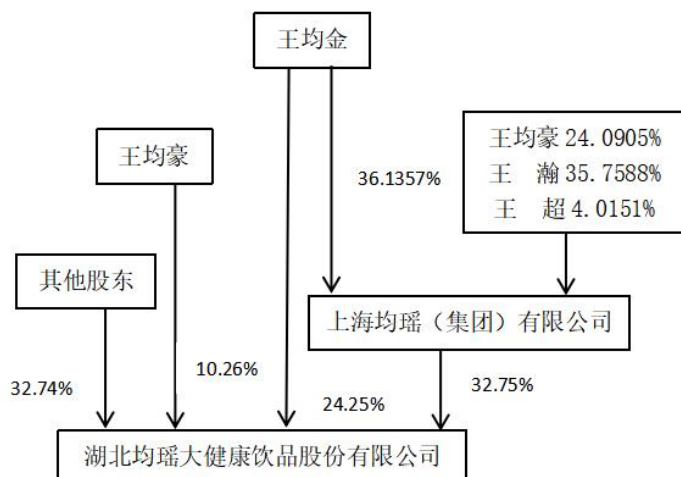 王均金
王均豪
王均豪 24.0905%
王　瀚 35.7588%
王　超 4.0151%
36.1357%
其他股东
上海均瑶（集团）有限公司
32.74%
10.26%
24.25%
32.75%
湖北均瑶大健康饮品股份有限公司